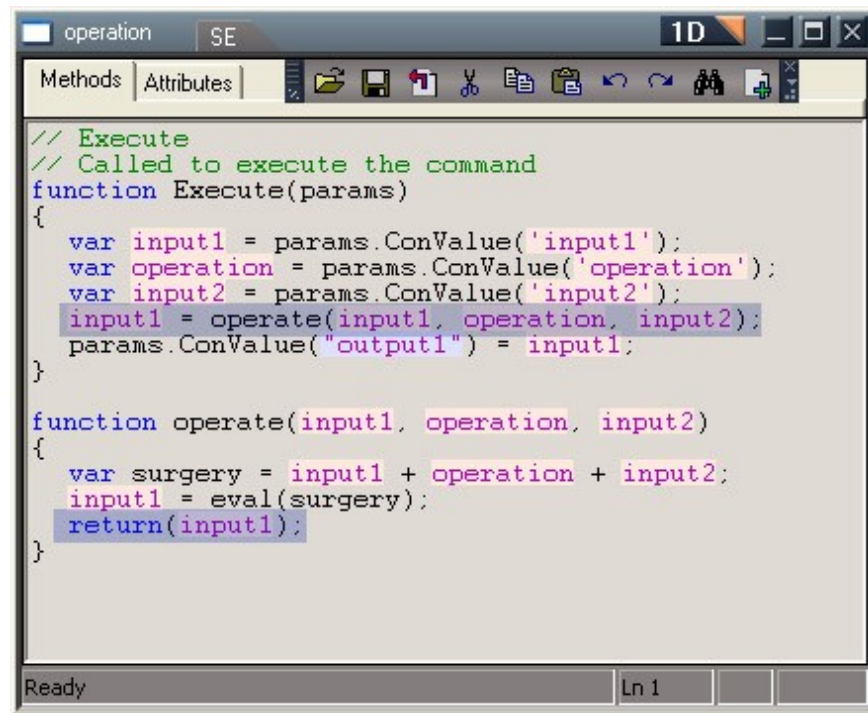 operation SE 1D
Methods Attributes
// Execute
// Called to execute the command
function Execute(params)
{
var input1 = params.ConValue('input1');
var operation = params.ConValue('operation');
var input2 = params.ConValue('input2');
input1 = operate(input1, operation, input2);
params.ConValue("output1") = input1;
}
function operate(input1, operation, input2)
{
var surgery = input1 + operation + input2;
input1 = eval(surgery);
return(input1);
}
Ready Ln 1